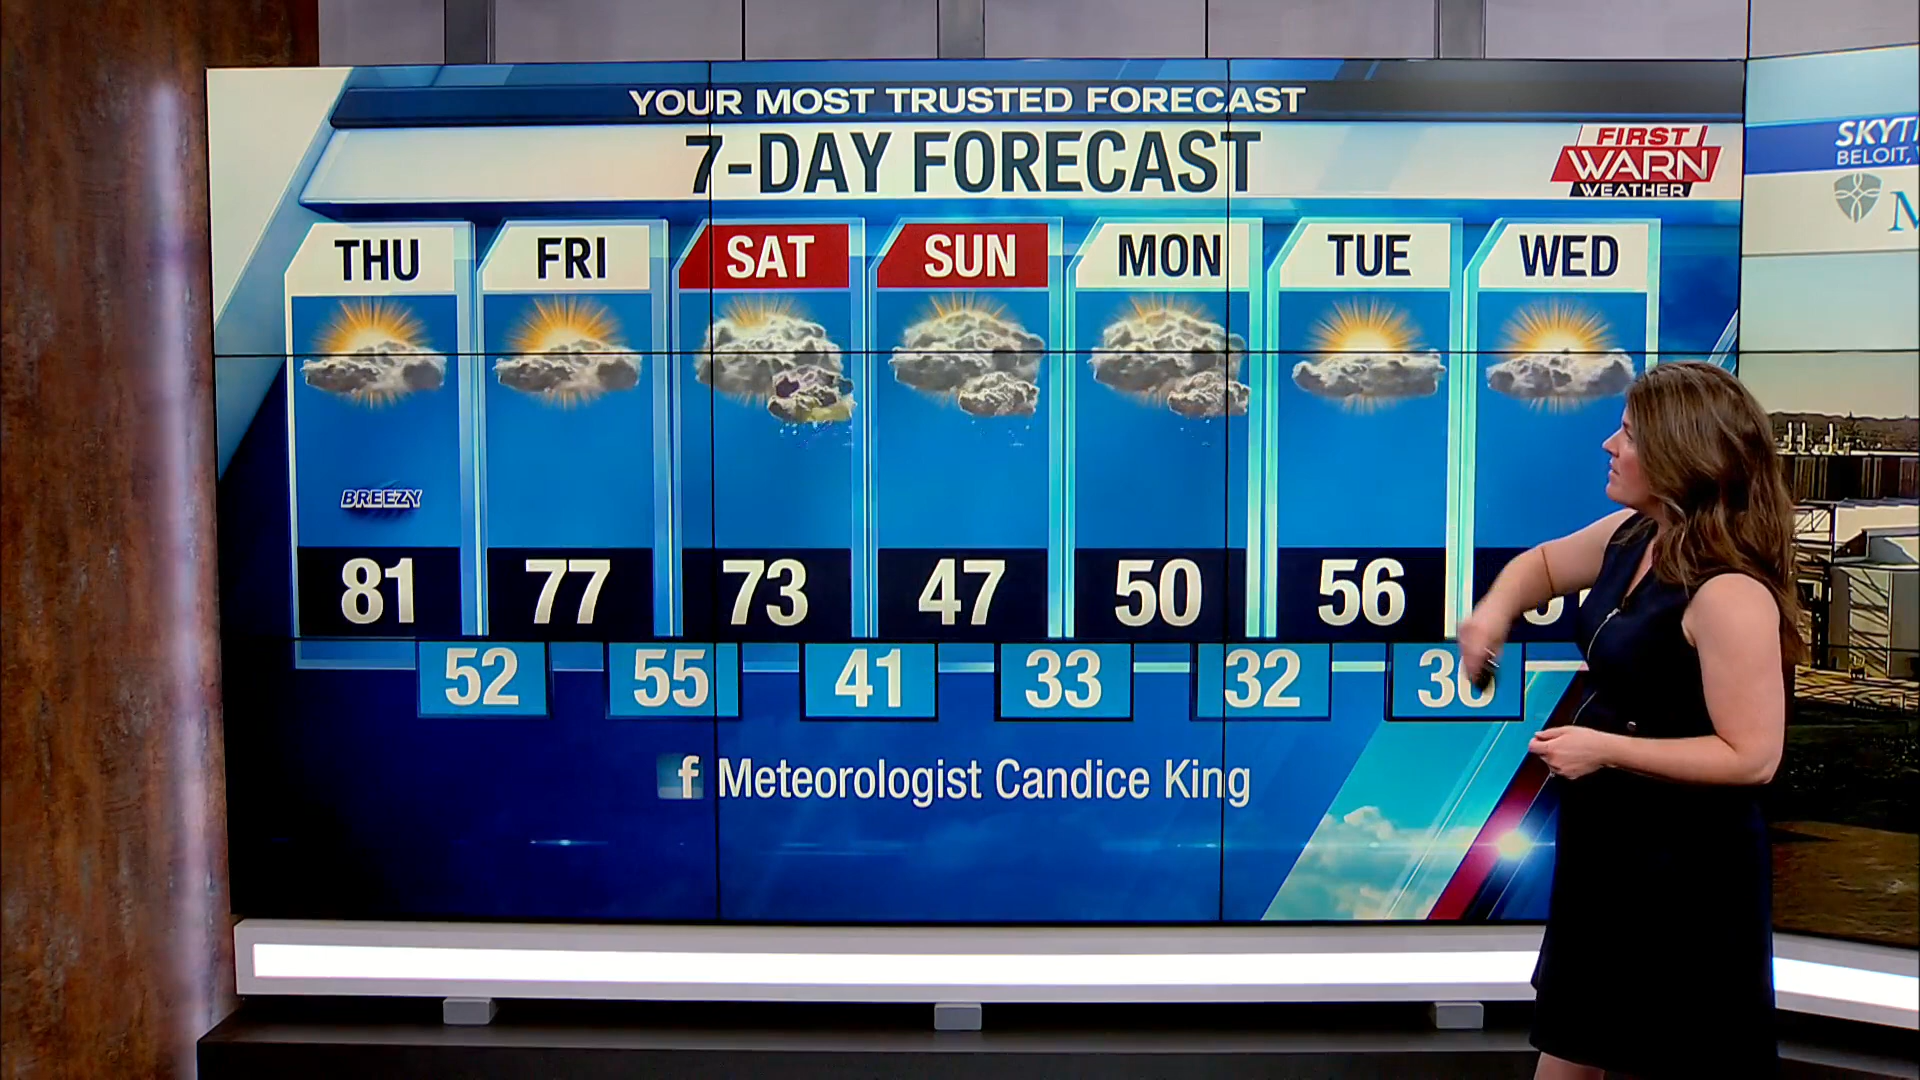 YOUR MOST TRUSTED FORECAST
7-DAY FORECAST
FIRST
WARN
WEATHER
THU FRI SAT SUN MON TUE WED
BREEZY
81 77 73 47 50 56
52 55 41 33 32
f Meteorologist Candice King
BELOIT,